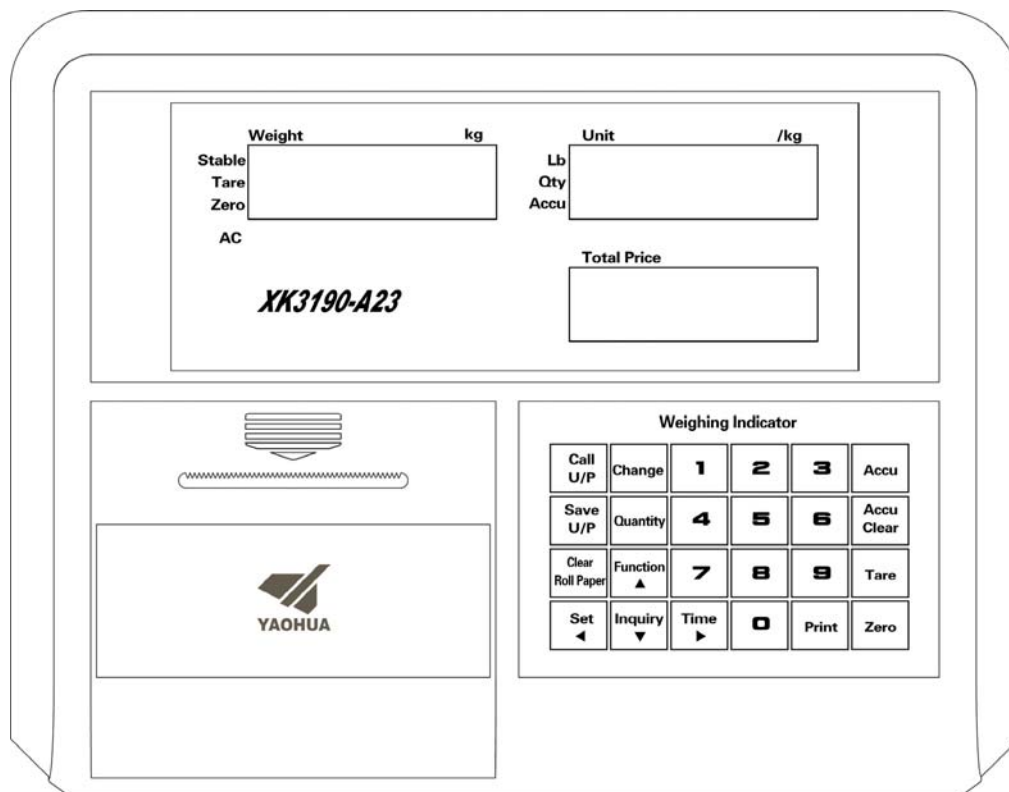 Weight kg
Unit /kg
Stable
Tare
Zero
AC
Lb
Qty
Accu
Total Price
XK3190-A23
YAOHUA
Weighing Indicator
Call U/P Change 1 2 3 Accu
Save U/P Quantity 4 5 6 Accu Clear
Clear Roll Paper Function ▲ 7 8 9 Tare
Set ◀ Inquiry ▼ Time ▶ 0 Print Zero